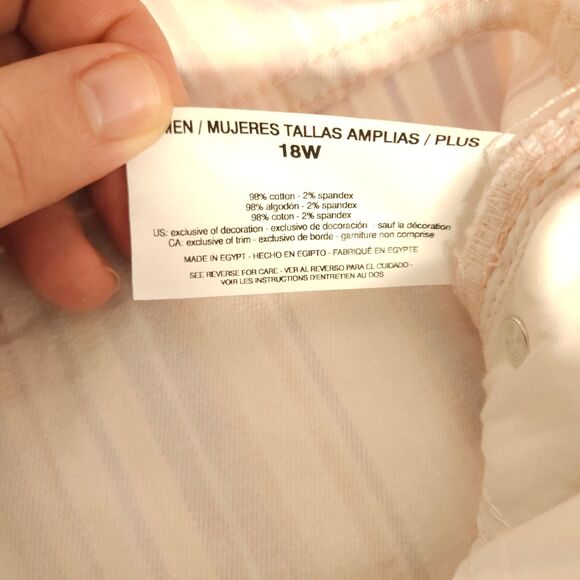 MEN / MUJERES TALLAS AMPLIAS / PLUS
18W
98% cotton - 2% spandex
98% algodón - 2% spandex
98% coton - 2% spandex
US: exclusive of decoration - exclusivo de decoración - sauf la décoration
CA: exclusive of trim - exclusivo de borde - garniture non comprise
MADE IN EGYPT - HECHO EN EGIPTO - FABRIQUÉ EN EGYPTE
SEE REVERSE FOR CARE - VER AL REVERSO PARA EL CUIDADO -
VOIR LES INSTRUCTIONS D'ENTRETIEN AU DOS